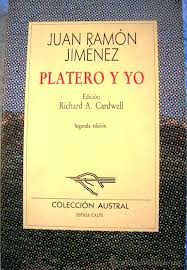 JUAN RAMÓN
JIMÉNEZ
PLATERO Y YO
Edición
Richard A. Cardwell
Segunda edición
COLECCIÓN AUSTRAL
ESPASA CALPE